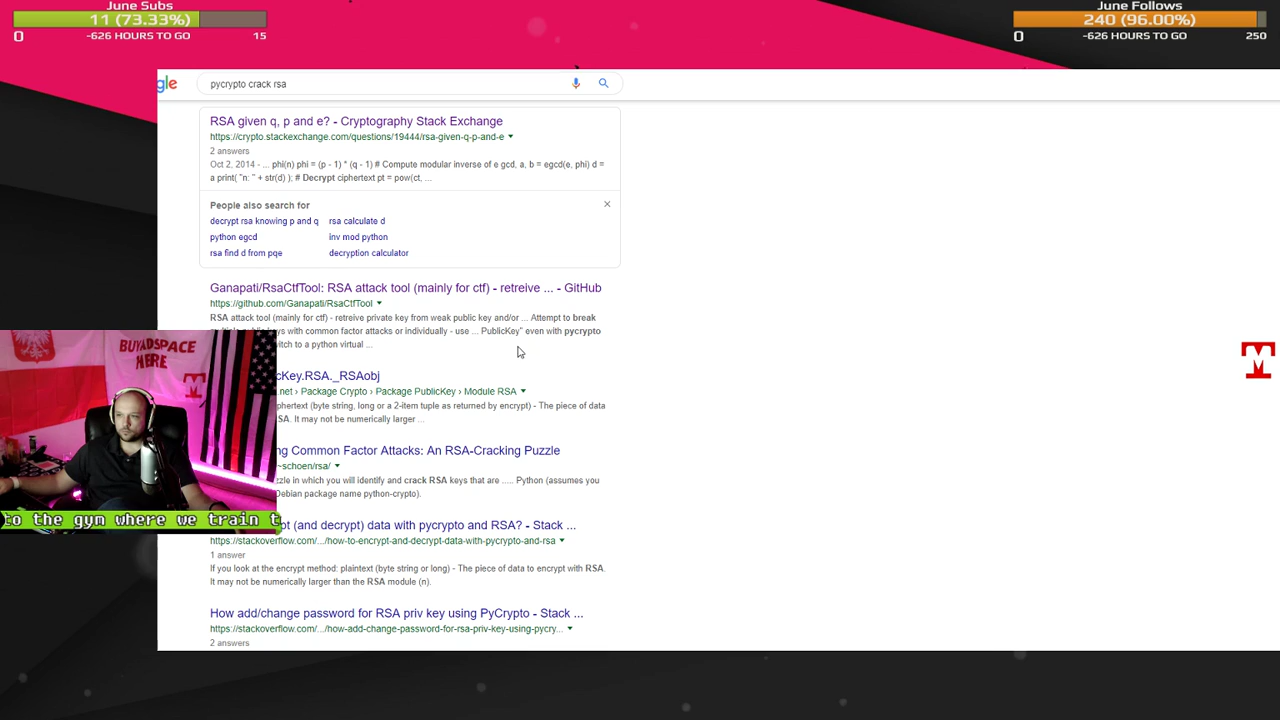 June Subs
11 (73.33%)
0
-626 HOURS TO GO
15
June Follows
240 (96.00%)
0
-626 HOURS TO GO
250
gle
pycrypto crack rsa
RSA given q, p and e? - Cryptography Stack Exchange
https://crypto.stackexchange.com/questions/19444/rsa-given-q-p-and-e
2 answers
Oct 2, 2014 - ... phi(n) phi = (p - 1) * (q - 1) # Compute modular inverse of e gcd, a, b = egcd(e, phi) d =
a print( "n: " + str(d) ); # Decrypt ciphertext pt = pow(ct, ...
People also search for
decrypt rsa knowing p and q
rsa calculate d
python egcd
inv mod python
rsa find d from pqe
decryption calculator
Ganapati/RsaCtfTool: RSA attack tool (mainly for ctf) - retreive ... - GitHub
https://github.com/Ganapati/RsaCtfTool
RSA attack tool (mainly for ctf) - retreive private key from weak public key and/or ... Attempt to break
multiple public keys with common factor attacks or individually - use ... PublicKey" even with pycrypto
itch to a python virtual ...
cKey.RSA._RSAobj
.net › Package Crypto › Package PublicKey › Module RSA
phertext (byte string, long or a 2-item tuple as returned by encrypt) - The piece of data
SA. It may not be numerically larger ...
ng Common Factor Attacks: An RSA-Cracking Puzzle
~schoen/rsa/
zzle in which you will identify and crack RSA keys that are ..... Python (assumes you
Debian package name python-crypto).
pt (and decrypt) data with pycrypto and RSA? - Stack ...
https://stackoverflow.com/.../how-to-encrypt-and-decrypt-data-with-pycrypto-and-rsa
1 answer
If you look at the encrypt method: plaintext (byte string or long) - The piece of data to encrypt with RSA.
It may not be numerically larger than the RSA module (n).
How add/change password for RSA priv key using PyCrypto - Stack ...
https://stackoverflow.com/.../how-add-change-password-for-rsa-priv-key-using-pycry...
2 answers
BUY ADSPACE
HERE
to the gym where we train t